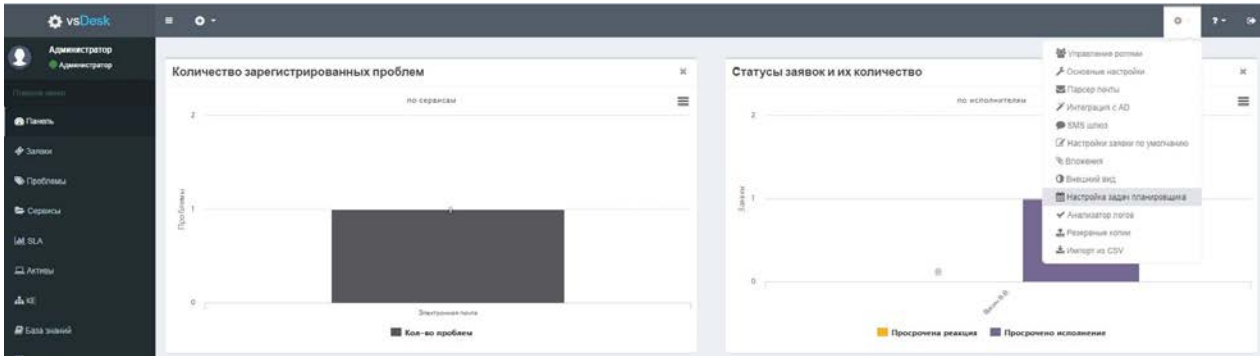 vsDesk
Администратор
Администратор
Главное меню
Панель
Заявки
Проблемы
Сервисы
SLA
Активы
КЕ
База знаний
Количество зарегистрированных проблем
по сервисам
2
1
0
Проблемы
Электронная почта
Кол-во проблем
Статусы заявок и их количество
по исполнителям
2
1
0
Заявки
0
Просрочена реакция
Просрочено исполнение
?
Управление ролями
Основные настройки
Парсер почты
Интеграция с AD
SMS шлюз
Настройки заявки по умолчанию
Вложения
Внешний вид
Настройка задач планировщика
Анализатор логов
Резервные копии
Импорт из CSV